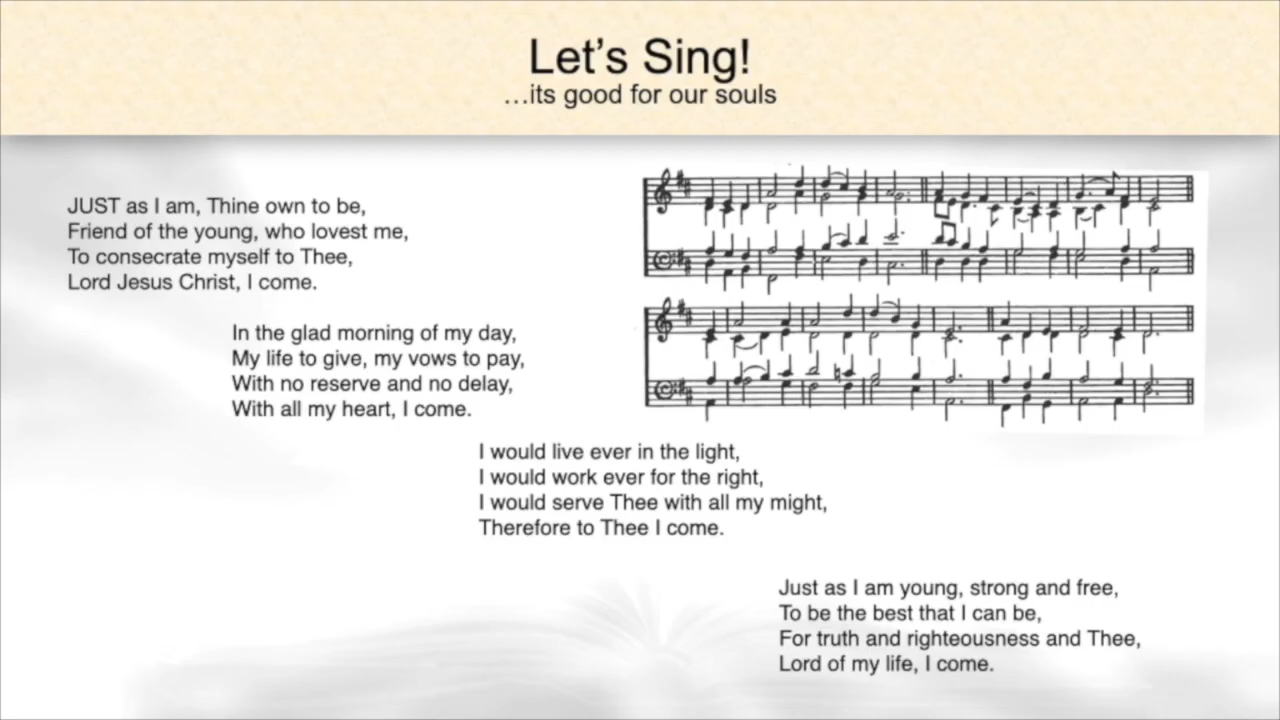 Let’s Sing!
…its good for our souls
JUST as I am, Thine own to be,
Friend of the young, who lovest me,
To consecrate myself to Thee,
Lord Jesus Christ, I come.
In the glad morning of my day,
My life to give, my vows to pay,
With no reserve and no delay,
With all my heart, I come.
I would live ever in the light,
I would work ever for the right,
I would serve Thee with all my might,
Therefore to Thee I come.
Just as I am young, strong and free,
To be the best that I can be,
For truth and righteousness and Thee,
Lord of my life, I come.